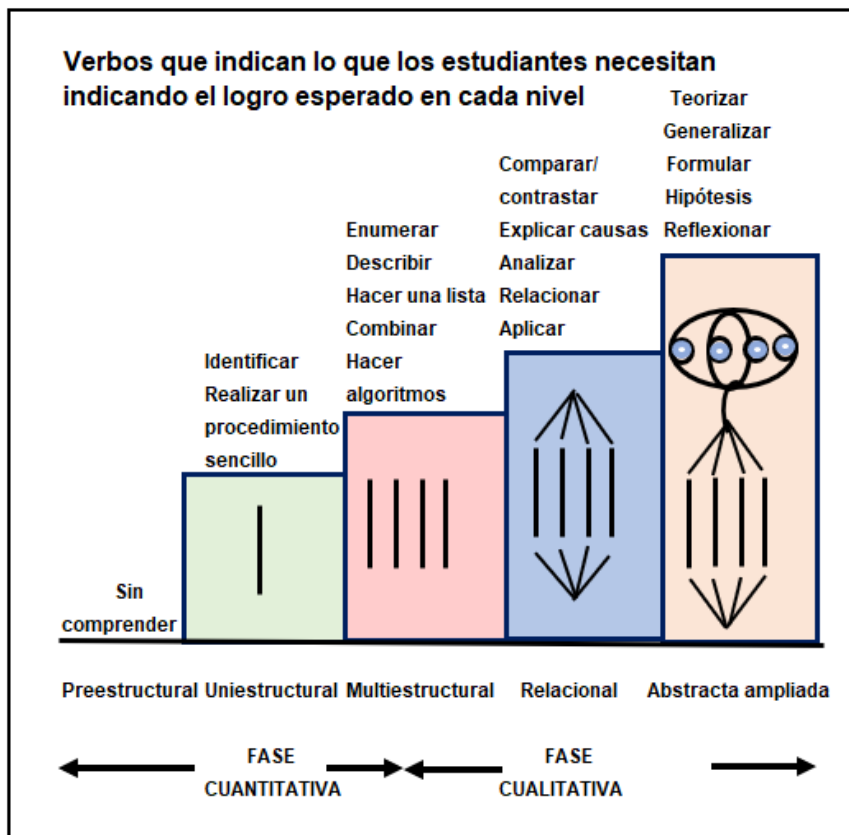 Verbos que indican lo que los estudiantes necesitan
indicando el logro esperado en cada nivel
Sin
comprender
Identificar
Realizar un
procedimiento
sencillo
Enumerar
Describir
Hacer una lista
Combinar
Hacer
algoritmos
Comparar/
contrastar
Explicar causas
Analizar
Relacionar
Aplicar
Teorizar
Generalizar
Formular
Hipótesis
Reflexionar
Preestructural Uniestructural Multiestructural Relacional Abstracta ampliada
FASE
CUANTITATIVA
FASE
CUALITATIVA